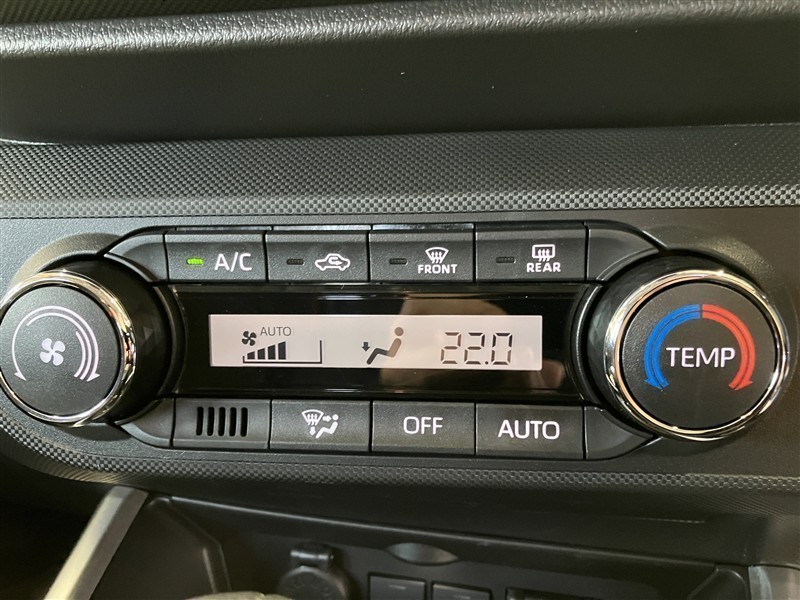 A/C
FRONT
REAR
AUTO
22.0
TEMP
OFF
AUTO